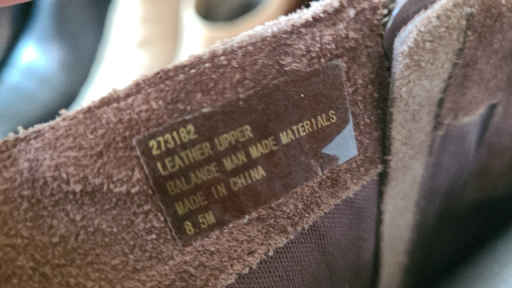 273182
LEATHER UPPER
BALANCE MAN MADE MATERIALS
MADE IN CHINA
8.5M